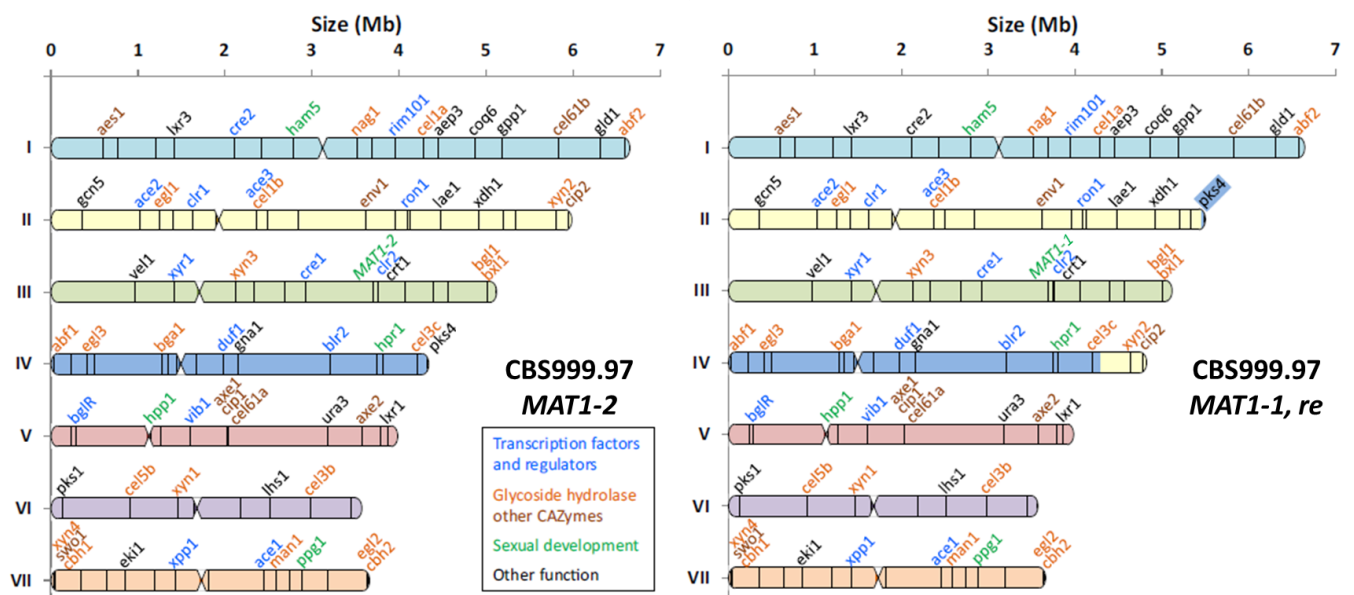 Size (Mb)
0 1 2 3 4 5 6 7
I
aes1 lxr3 cre2 ham5 nag1 rim101 cel1a aep3 coq6 gpp1 cel61b gld1 abf2
II
gcn5 ace2 egl1 clr1 ace3 cel1b env1 ron1 lae1 xdh1 xyn2 cip2
III
vel1 xyr1 xyn3 cre1 MAT1-2 clr2 crt1 bgl1 bxl1
IV
abf1 egl3 bga1 duf1 gna1 blr2 hpr1 cel3c pks4
V
bglR hpp1 vib1 axe1 cip1 cel61a ura3 axe2 lxr1
VI
pks1 cel5b xyn1 lhs1 cel3b
VII
xyn4 swo1 cbh1 eki1 xpp1 ace1 man1 ppg1 egl2 cbh2
CBS999.97
MAT1-2
Transcription factors
and regulators
Glycoside hydrolase
other CAZymes
Sexual development
Other function
Size (Mb)
0 1 2 3 4 5 6 7
I
aes1 lxr3 cre2 ham5 nag1 rim101 cel1a aep3 coq6 gpp1 cel61b gld1 abf2
II
gcn5 ace2 egl1 clr1 ace3 cel1b env1 ron1 lae1 xdh1 pks4
III
vel1 xyr1 xyn3 cre1 MAT1-1 clr2 crt1 bgl1 bxl1
IV
abf1 egl3 bga1 duf1 gna1 blr2 hpr1 cel3c xyn2 cip2
V
bglR hpp1 vib1 axe1 cip1 cel61a ura3 axe2 lxr1
VI
pks1 cel5b xyn1 lhs1 cel3b
VII
xyn4 swo1 cbh1 eki1 xpp1 ace1 man1 ppg1 egl2 cbh2
CBS999.97
MAT1-1, re